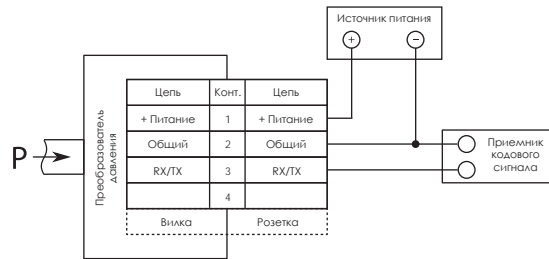 Источник питания
+ −
Цепь Конт. Цепь
+ Питание 1 + Питание
Общий 2 Общий
RX/TX 3 RX/TX
4
Вилка Розетка
Преобразователь
давления
P
Приемник
кодового
сигнала